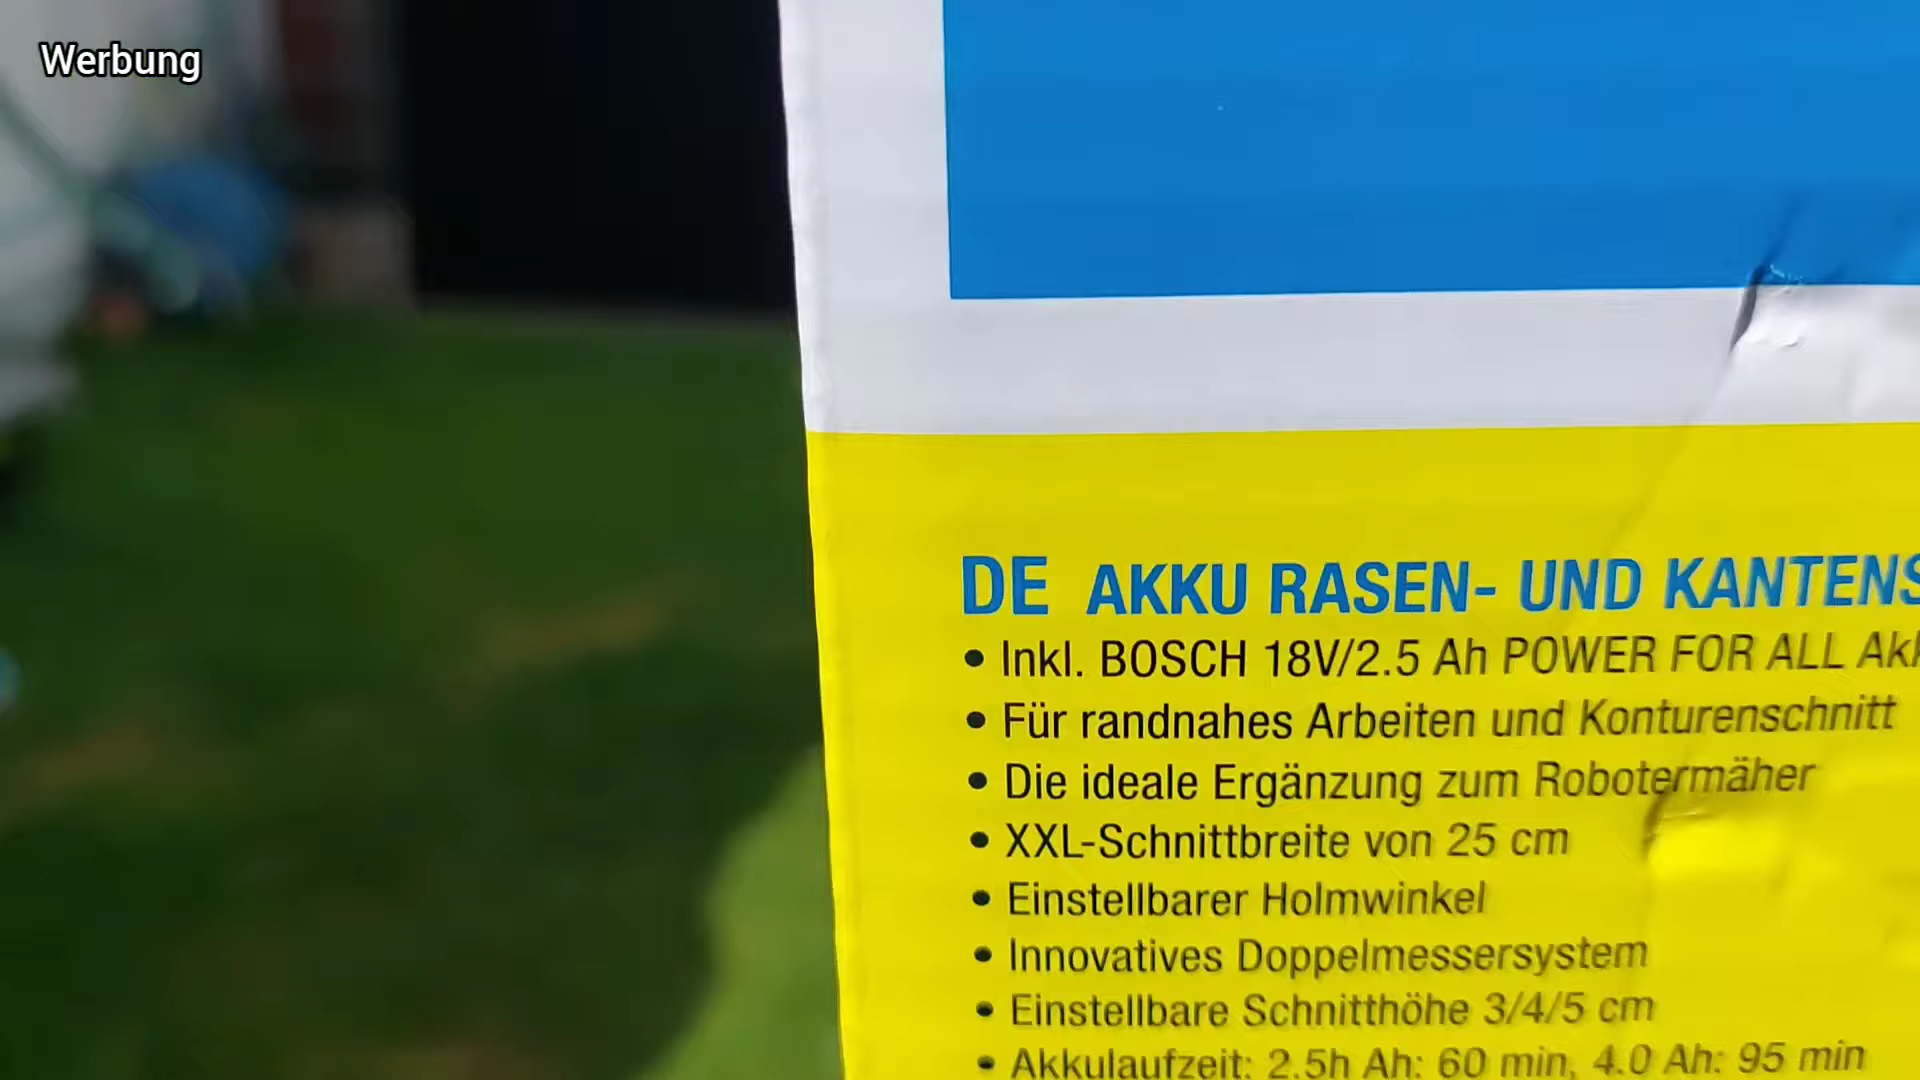 Werbung
DE AKKU RASEN- UND KANTENS
• Inkl. BOSCH 18V/2.5 Ah POWER FOR ALL Akk
• Für randnahes Arbeiten und Konturenschnitt
• Die ideale Ergänzung zum Robotermäher
• XXL-Schnittbreite von 25 cm
• Einstellbarer Holmwinkel
• Innovatives Doppelmessersystem
• Einstellbare Schnitthöhe 3/4/5 cm
• Akkulaufzeit: 2.5h Ah: 60 min, 4.0 Ah: 95 min